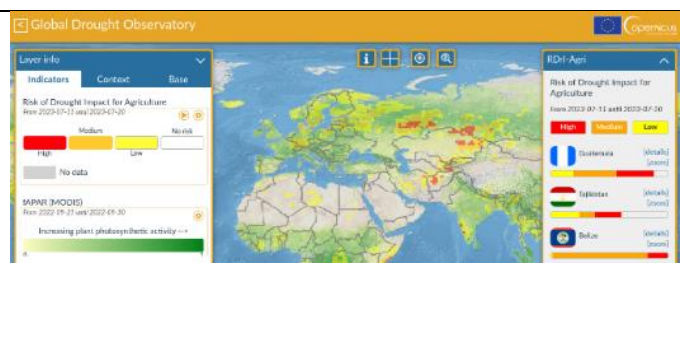 < Global Drought Observatory
Copernicus
Layer info
Indicators Context Base
Risk of Drought Impact for Agriculture
From 2023-07-11 until 2023-07-20
Medium No risk
High Low
No data
fAPAR (MODIS)
From 2022-09-21 until 2022-09-30
Increasing plant photosynthetic activity -->
i
RDrI-Agri
Risk of Drought Impact for
Agriculture
From 2023-07-11 until 2023-07-20
High Medium Low
Guatemala [details]
[zoom]
Tajikistan [details]
[zoom]
Belize [details]
[zoom]